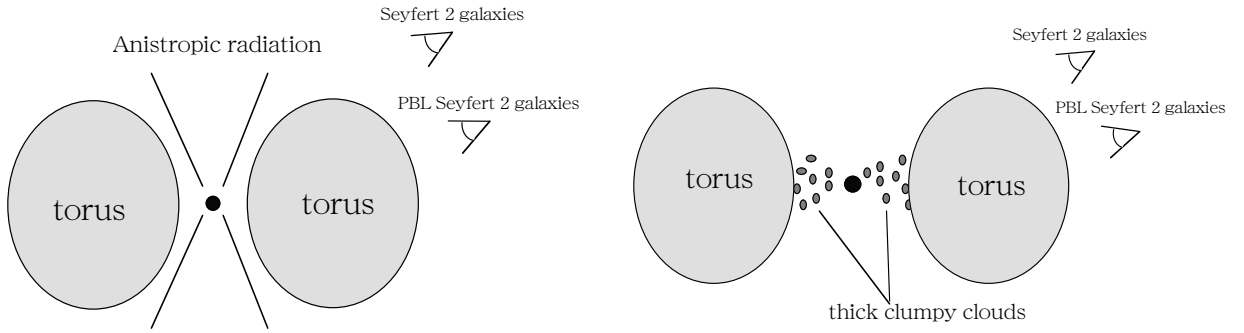 Seyfert 2 galaxies
Anistropic radiation
PBL Seyfert 2 galaxies
torus
torus
Seyfert 2 galaxies
PBL Seyfert 2 galaxies
torus
torus
thick clumpy clouds